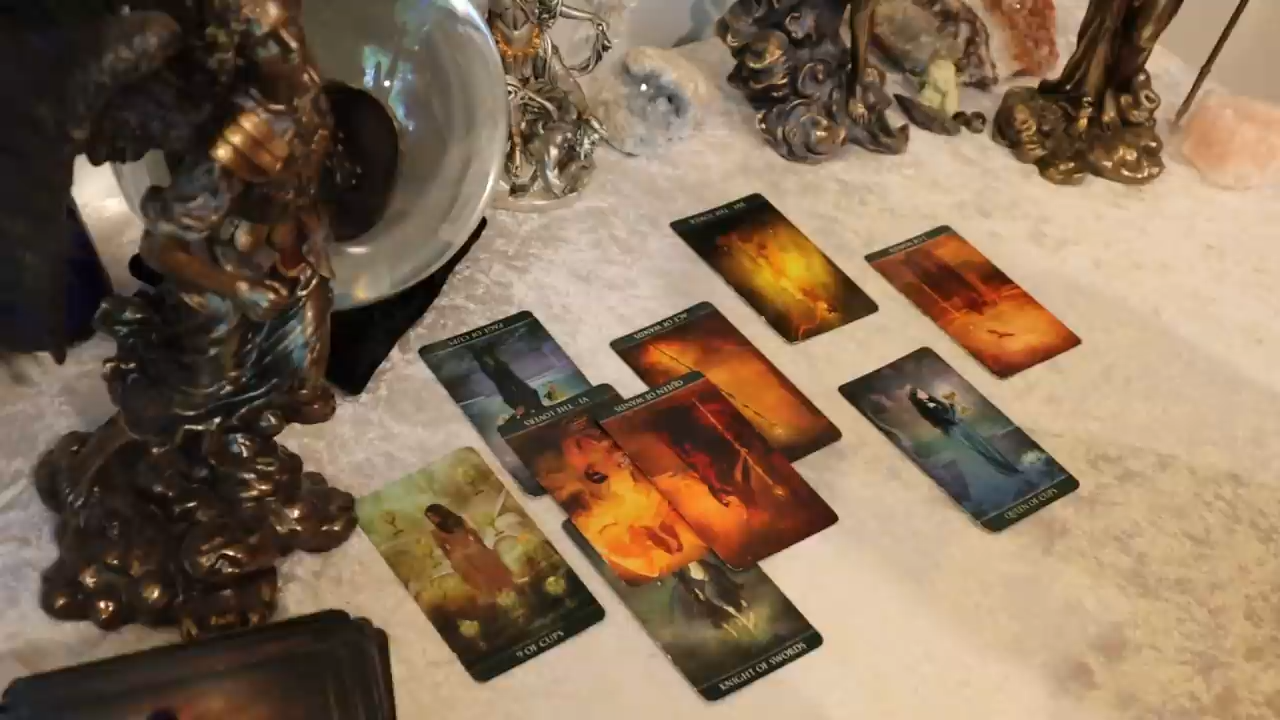 XVI · THE TOWER
PAGE OF CUPS
ACE OF WANDS
VI · THE LOVERS
QUEEN OF WANDS
QUEEN OF CUPS
9 OF CUPS
KNIGHT OF SWORDS